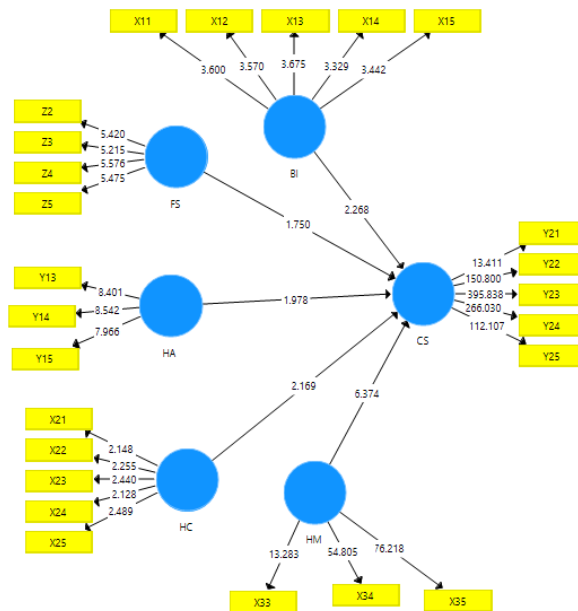 X11 X12 X13 X14 X15
3.600 3.570 3.675 3.329 3.442
BI
Z2
Z3
Z4
Z5
5.420
5.215
5.576
5.475
FS
1.750
2.268
Y13
Y14
Y15
8.401
8.542
7.966
HA
1.978
Y21
Y22
Y23
Y24
Y25
13.411
150.800
395.838
266.030
112.107
CS
2.169
6.374
X21
X22
X23
X24
X25
2.148
2.255
2.440
2.128
2.489
HC
HM
13.283 54.805 76.218
X33 X34 X35